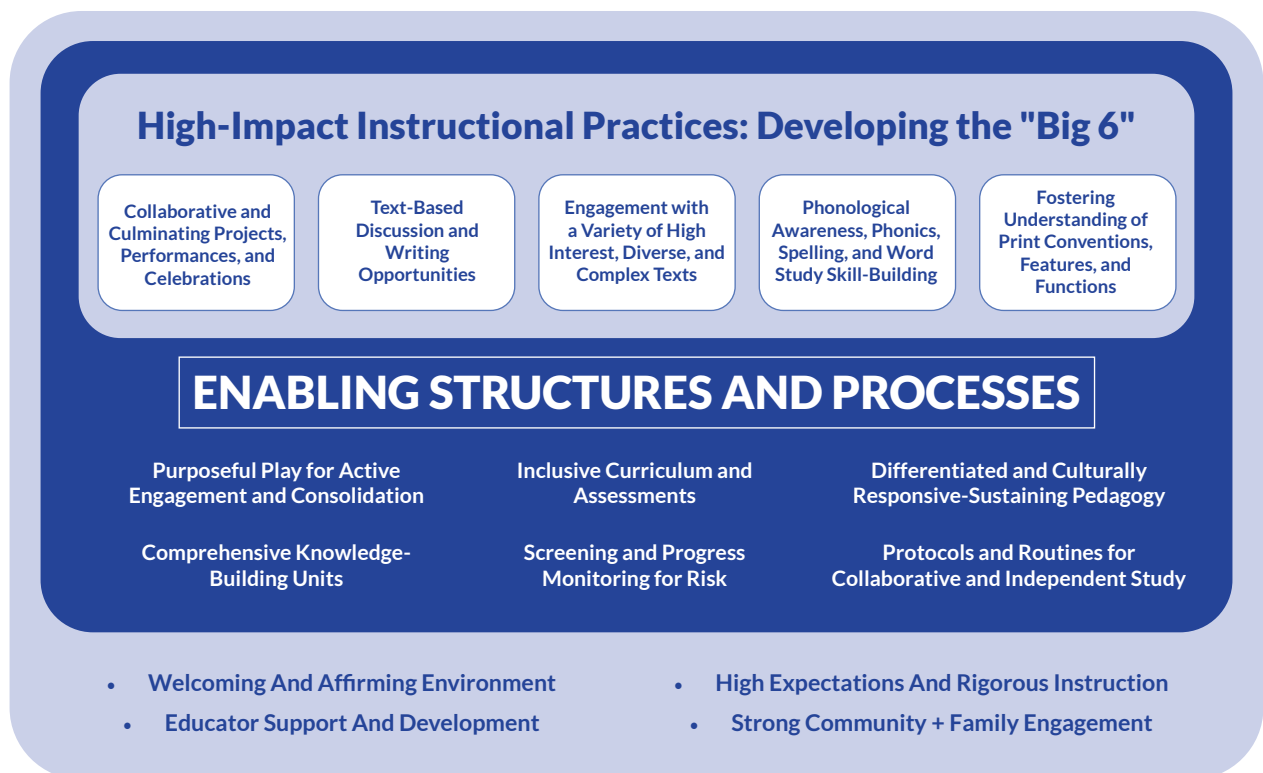 High-Impact Instructional Practices: Developing the "Big 6"
Collaborative and
Culminating Projects,
Performances, and
Celebrations
Text-Based
Discussion and
Writing
Opportunities
Engagement with
a Variety of High
Interest, Diverse, and
Complex Texts
Phonological
Awareness, Phonics,
Spelling, and Word
Study Skill-Building
Fostering
Understanding of
Print Conventions,
Features, and
Functions
ENABLING STRUCTURES AND PROCESSES
Purposeful Play for Active
Engagement and Consolidation
Inclusive Curriculum and
Assessments
Differentiated and Culturally
Responsive-Sustaining Pedagogy
Comprehensive Knowledge-
Building Units
Screening and Progress
Monitoring for Risk
Protocols and Routines for
Collaborative and Independent Study
• Welcoming And Affirming Environment
• Educator Support And Development
• High Expectations And Rigorous Instruction
• Strong Community + Family Engagement